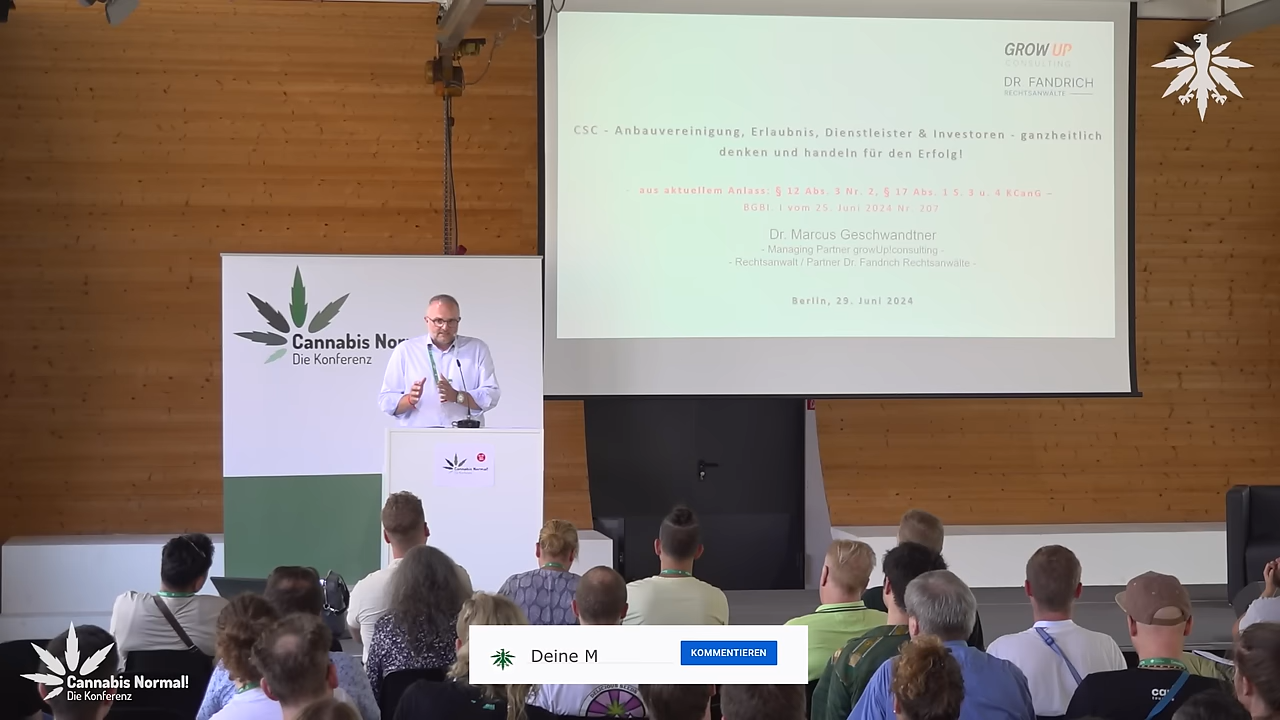 GROW UP
CONSULTING
DR. FANDRICH
RECHTSANWÄLTE
CSC - Anbauvereinigung, Erlaubnis, Dienstleister & Investoren - ganzheitlich
denken und handeln für den Erfolg!
- aus aktuellem Anlass: § 12 Abs. 3 Nr. 2, § 17 Abs. 1 S. 3 u. 4 KCanG –
BGBl. I vom 25. Juni 2024 Nr. 207
Dr. Marcus Geschwandtner
- Managing Partner growUp!consulting -
- Rechtsanwalt / Partner Dr. Fandrich Rechtsanwälte -
Berlin, 29. Juni 2024
Cannabis Nor
Die Konferenz
Cannabis Normal!
Deine M
KOMMENTIEREN
Cannabis Normal!
Die Konferenz